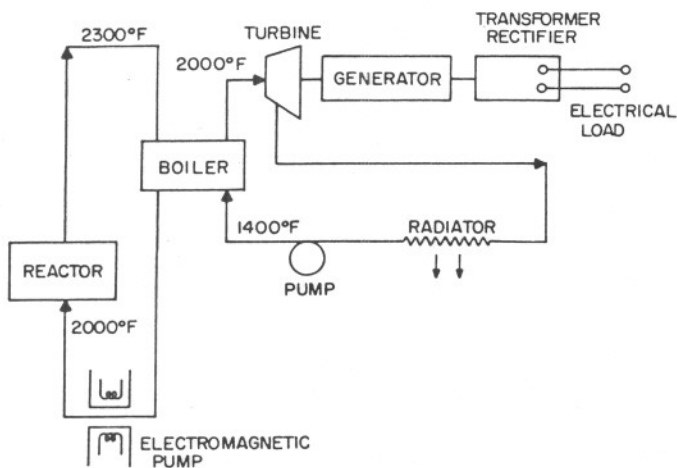 2300°F
2000°F
TURBINE
GENERATOR
TRANSFORMER
RECTIFIER
ELECTRICAL
LOAD
BOILER
1400°F
RADIATOR
PUMP
REACTOR
2000°F
ELECTROMAGNETIC
PUMP